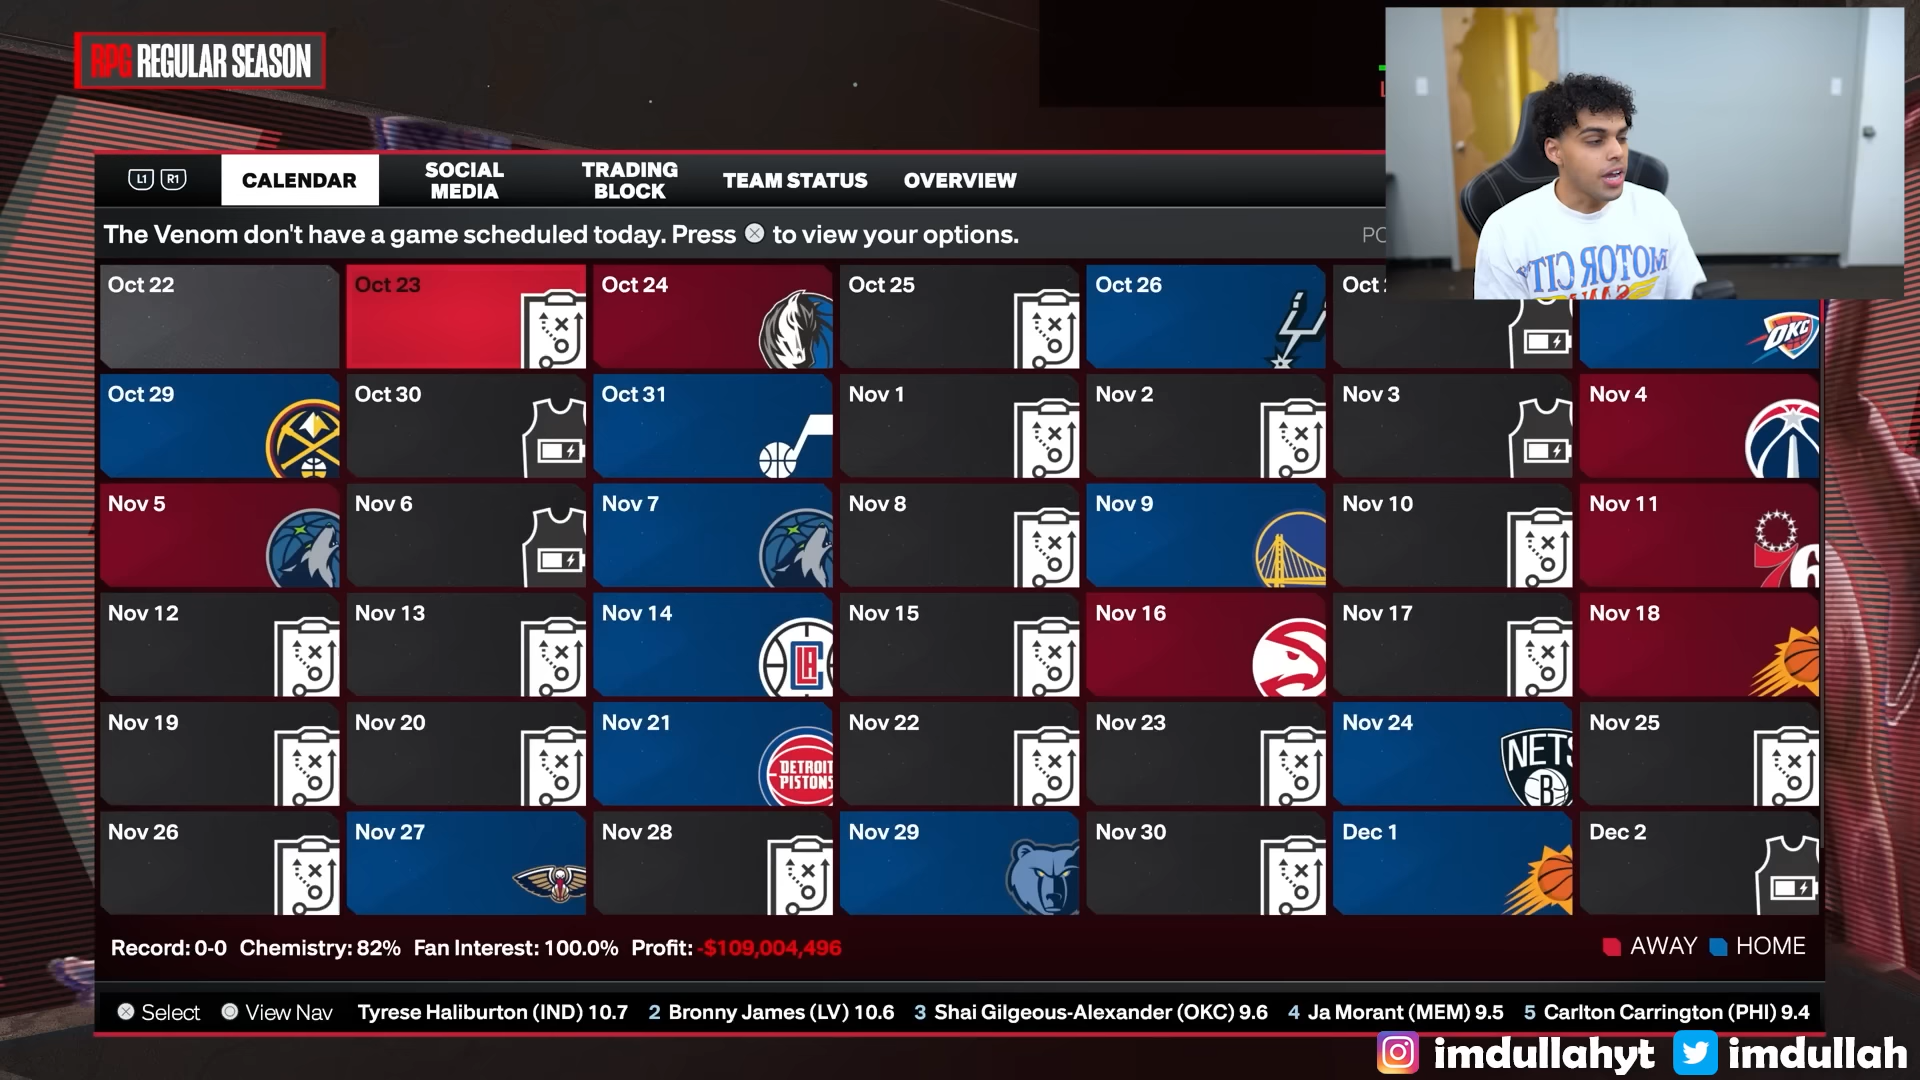 RPG REGULAR SEASON
L1 R1 CALENDAR SOCIAL MEDIA TRADING BLOCK TEAM STATUS OVERVIEW
The Venom don't have a game scheduled today. Press ⊗ to view your options.
Oct 22 Oct 23 Oct 24 Oct 25 Oct 26 Oct
OKC
MOTOR CITY
Oct 29 Oct 30 Oct 31 Nov 1 Nov 2 Nov 3 Nov 4
Nov 5 Nov 6 Nov 7 Nov 8 Nov 9 Nov 10 Nov 11
76
Nov 12 Nov 13 Nov 14 Nov 15 Nov 16 Nov 17 Nov 18
LA
Nov 19 Nov 20 Nov 21 Nov 22 Nov 23 Nov 24 Nov 25
DETROIT PISTONS
NETS B
Nov 26 Nov 27 Nov 28 Nov 29 Nov 30 Dec 1 Dec 2
Record: 0-0 Chemistry: 82% Fan Interest: 100.0% Profit: -$109,004,496
AWAY HOME
Select View Nav Tyrese Haliburton (IND) 10.7 2 Bronny James (LV) 10.6 3 Shai Gilgeous-Alexander (OKC) 9.6 4 Ja Morant (MEM) 9.5 5 Carlton Carrington (PHI) 9.4
imdullahyt imdullah